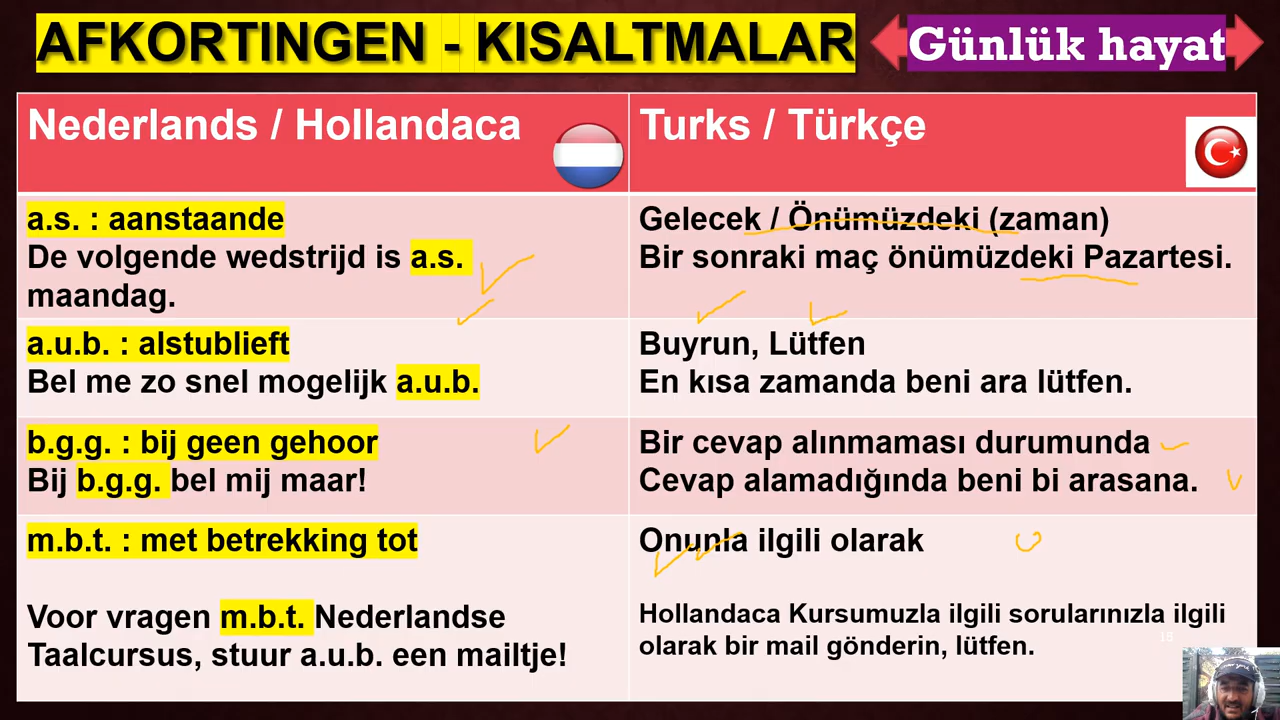 AFKORTINGEN - KISALTMALAR
Günlük hayat
Nederlands / Hollandaca
Turks / Türkçe
a.s. : aanstaande
De volgende wedstrijd is a.s.
maandag.
Gelecek / Önümüzdeki (zaman)
Bir sonraki maç önümüzdeki Pazartesi.
a.u.b. : alstublieft
Bel me zo snel mogelijk a.u.b.
Buyrun, Lütfen
En kısa zamanda beni ara lütfen.
b.g.g. : bij geen gehoor
Bij b.g.g. bel mij maar!
Bir cevap alınmaması durumunda
Cevap alamadığında beni bi arasana.
m.b.t. : met betrekking tot
Voor vragen m.b.t. Nederlandse
Taalcursus, stuur a.u.b. een mailtje!
Onunla ilgili olarak
Hollandaca Kursumuzla ilgili sorularınızla ilgili
olarak bir mail gönderin, lütfen.
15